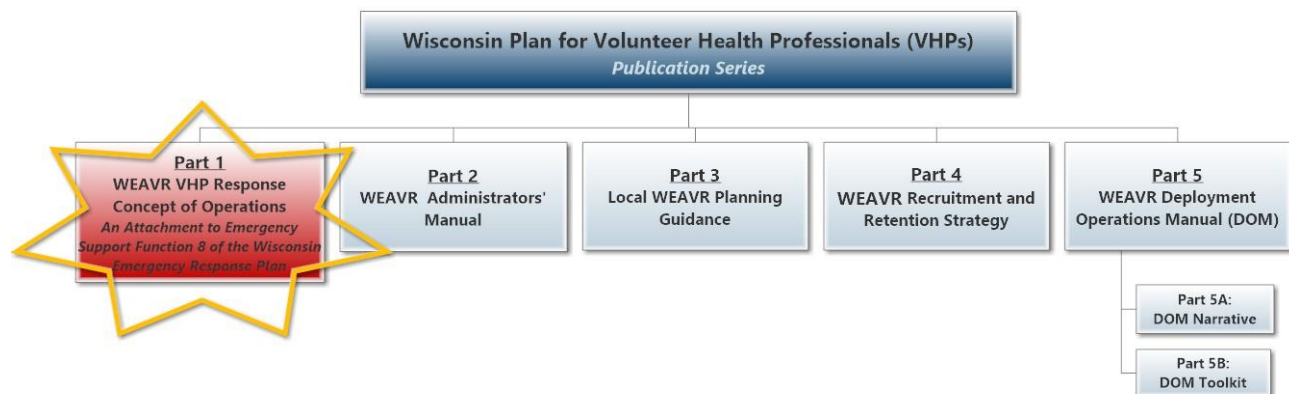 Wisconsin Plan for Volunteer Health Professionals (VHPs)
Publication Series
Part 1
WEAVR VHP Response
Concept of Operations
An Attachment to Emergency
Support Function 8 of the Wisconsin
Emergency Response Plan
Part 2
WEAVR Administrators' Manual
Part 3
Local WEAVR Planning
Guidance
Part 4
WEAVR Recruitment and
Retention Strategy
Part 5
WEAVR Deployment
Operations Manual (DOM)
Part 5A:
DOM Narrative
Part 5B:
DOM Toolkit